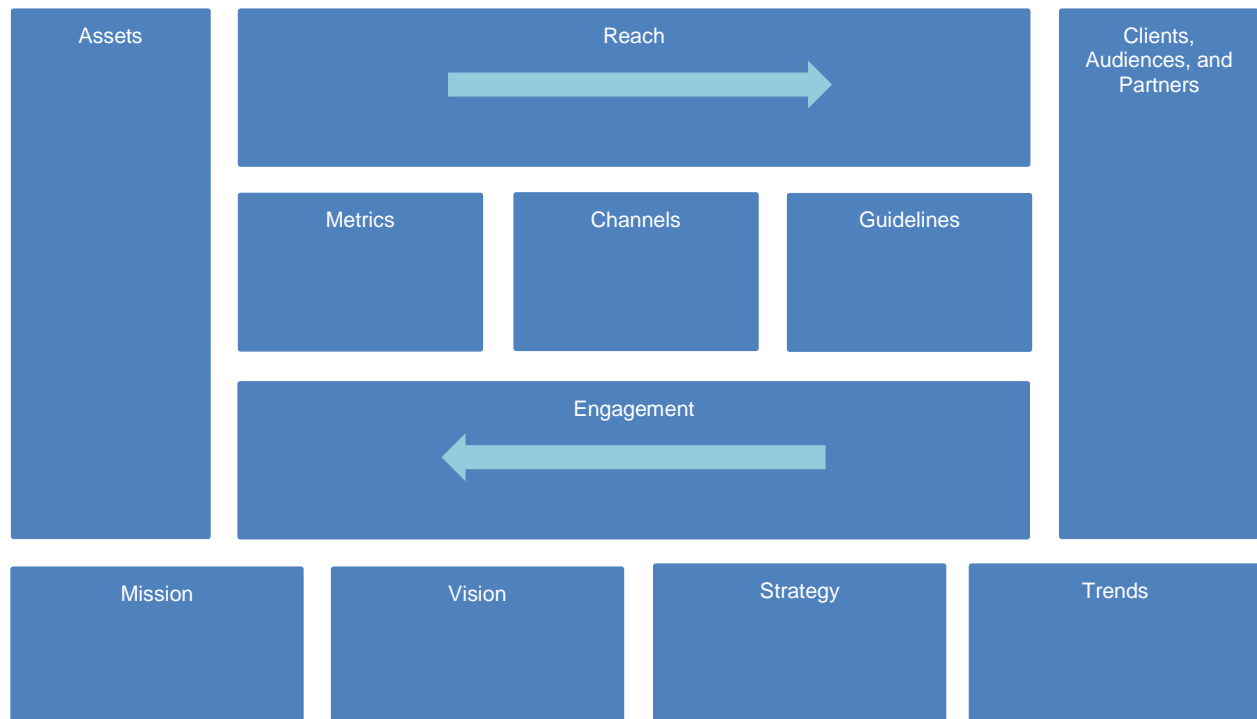 Assets
Reach
Clients,
Audiences, and
Partners
Metrics
Channels
Guidelines
Engagement
Mission
Vision
Strategy
Trends